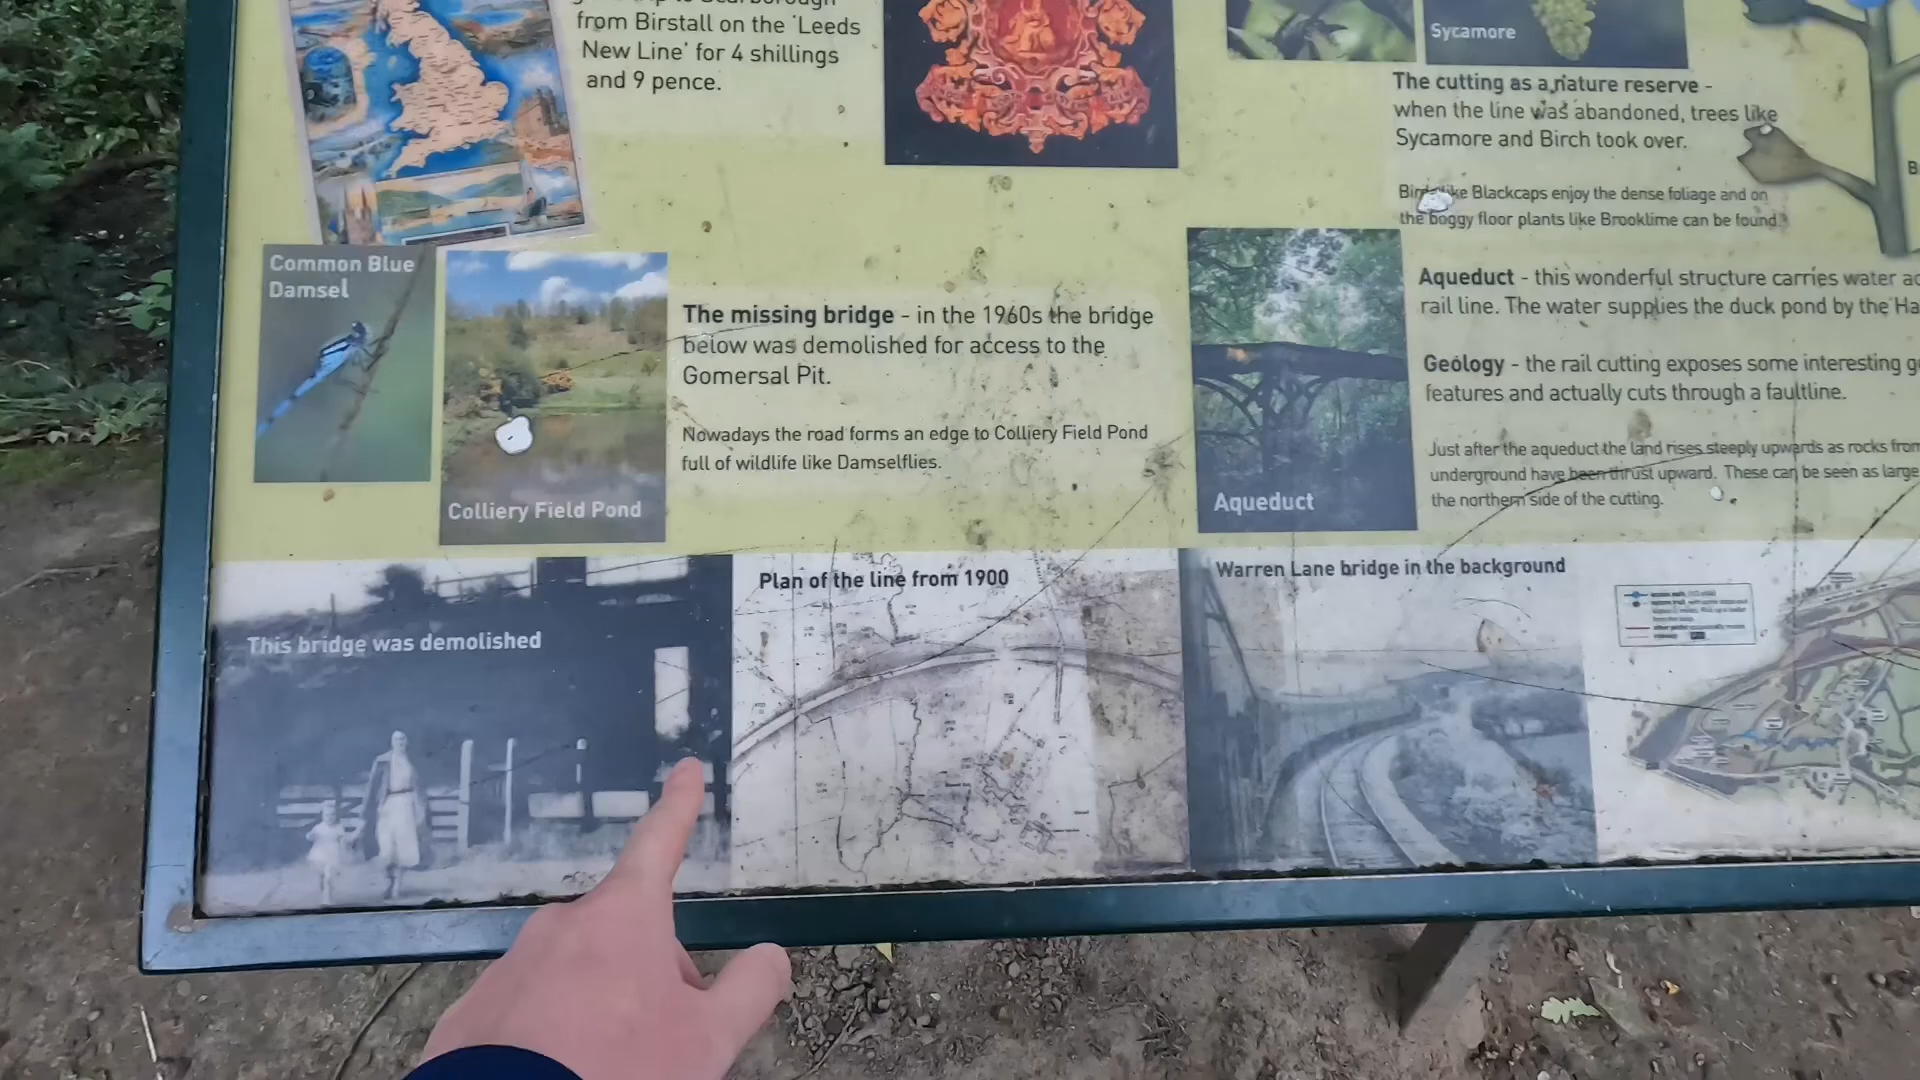 from Birstall on the 'Leeds
New Line' for 4 shillings
and 9 pence.
Sycamore
The cutting as a nature reserve -
when the line was abandoned, trees like
Sycamore and Birch took over.
like Blackcaps enjoy the dense foliage and on
the boggy floor plants like Brooklime can be found.
Common Blue
Damsel
Colliery Field Pond
The missing bridge - in the 1960s the bridge
below was demolished for access to the
Gomersal Pit.
Nowadays the road forms an edge to Colliery Field Pond
full of wildlife like Damselflies.
Aqueduct
Aqueduct - this wonderful structure carries water
rail line. The water supplies the duck pond by the
Geology - the rail cutting exposes some interesting
features and actually cuts through a faultline.
Just after the aqueduct the land rises steeply upwards as rocks from
underground have been thrust upward. These can be seen as large
the northern side of the cutting.
This bridge was demolished
Plan of the line from 1900
Warren Lane bridge in the background